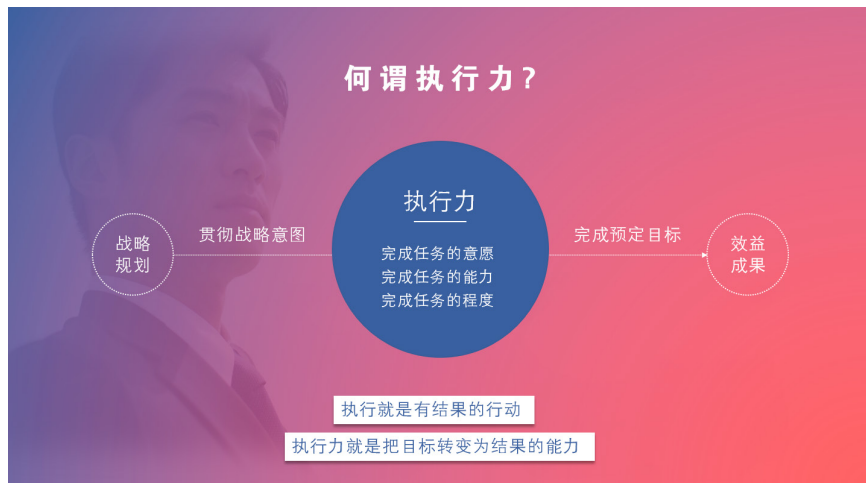 何谓执行力?
战略
规划
贯彻战略意图
执行力
完成任务的意愿
完成任务的能力
完成任务的程度
完成预定目标
效益
成果
执行就是有结果的行动
执行力就是把目标转变为结果的能力